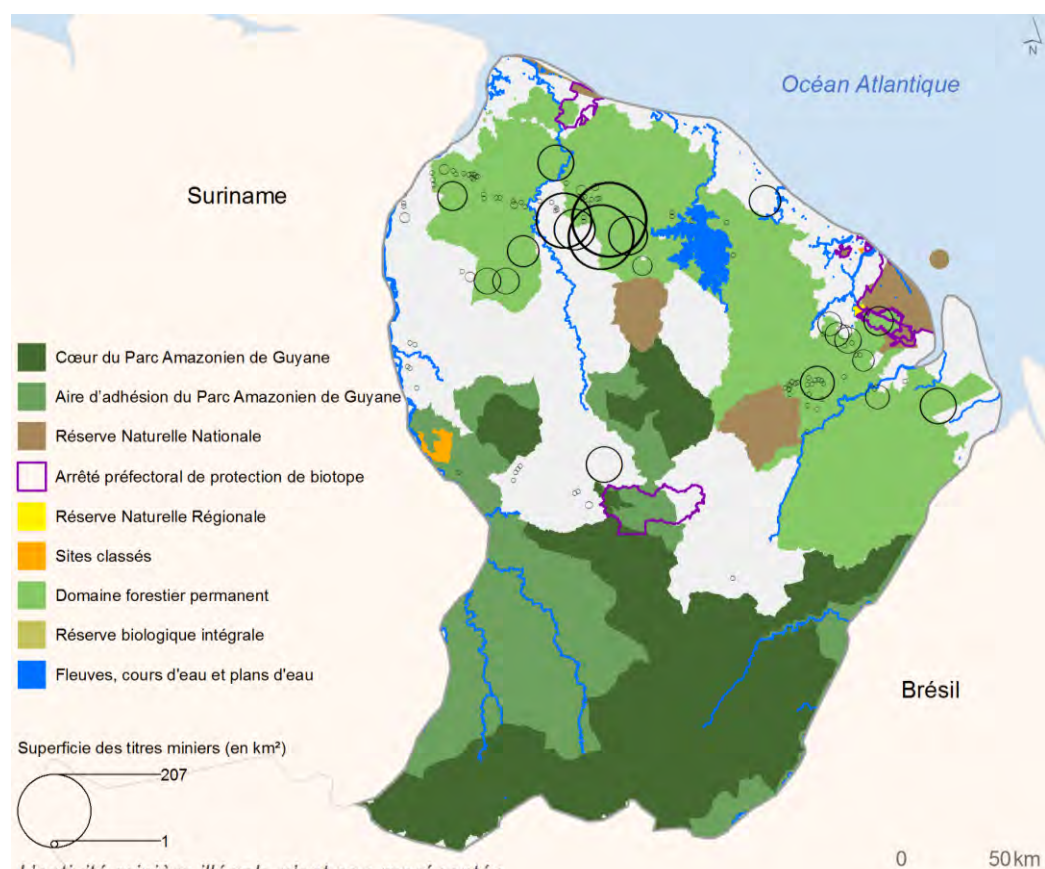 N
Océan Atlantique
Suriname
Cœur du Parc Amazonien de Guyane
Aire d'adhésion du Parc Amazonien de Guyane
Réserve Naturelle Nationale
Arrêté préfectoral de protection de biotope
Réserve Naturelle Régionale
Sites classés
Domaine forestier permanent
Réserve biologique intégrale
Fleuves, cours d'eau et plans d'eau
Brésil
Superficie des titres miniers (en km²)
207
1
0 50 km